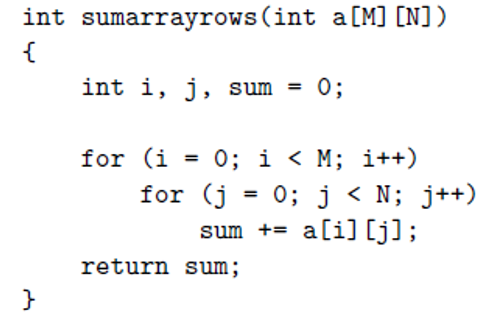 int sumarrayrows(int a[M][N])
{
    int i, j, sum = 0;

    for (i = 0; i < M; i++)
        for (j = 0; j < N; j++)
            sum += a[i][j];
    return sum;
}